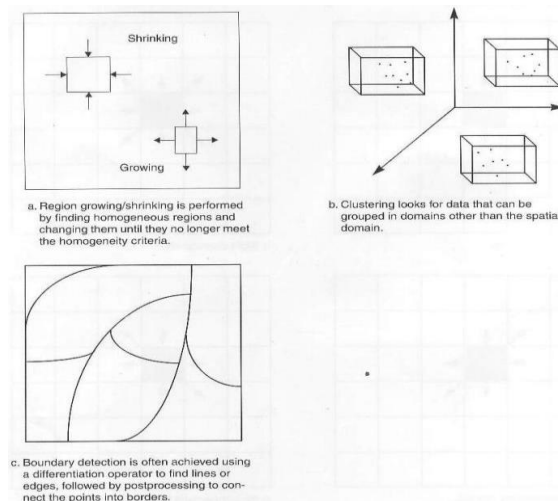 Shrinking
Growing
a. Region growing/shrinking is performed
by finding homogeneous regions and
changing them until they no longer meet
the homogeneity criteria.
b. Clustering looks for data that can be
grouped in domains other than the spatia
domain.
c. Boundary detection is often achieved using
a differentiation operator to find lines or
edges, followed by postprocessing to con-
nect the points into borders.